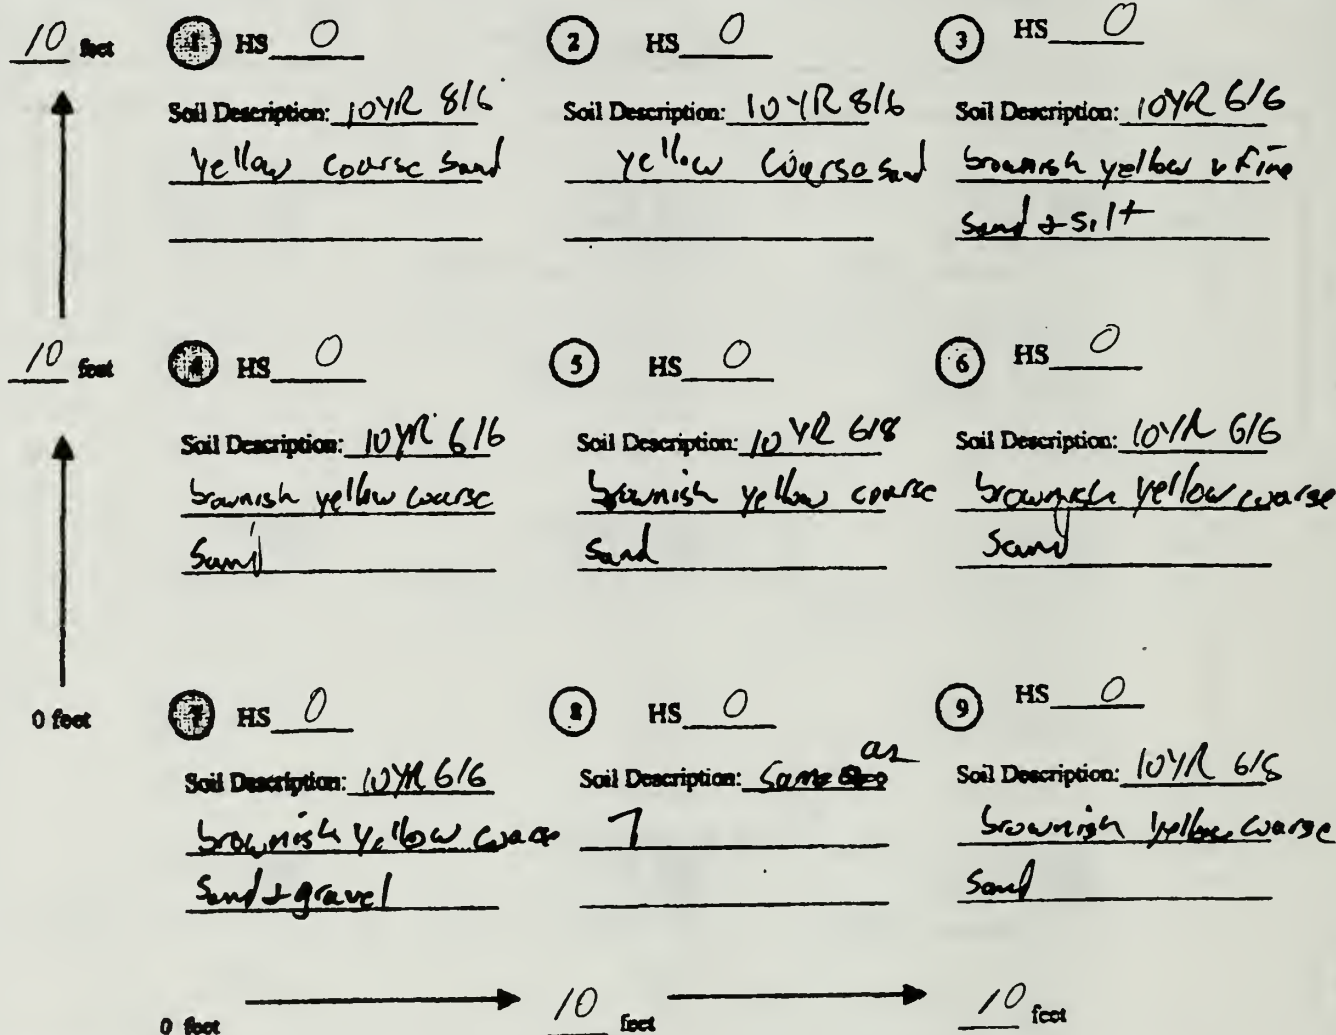 10 feet
1 HS 0
2 HS 0
3 HS 0
Soil Description: 10YR 8/6
yellow coarse sand
Soil Description: 10YR 8/6
yellow coarse sand
Soil Description: 10YR 6/6
brownish yellow v fine
sand + silt
10 feet
4 HS 0
5 HS 0
6 HS 0
Soil Description: 10YR 6/6
brownish yellow coarse
sand
Soil Description: 10YR 6/8
brownish yellow coarse
sand
Soil Description: 10YR 6/6
brownish yellow coarse
sand
0 feet
7 HS 0
8 HS 0
9 HS 0
Soil Description: 10YR 6/6
brownish yellow coarse
sand + gravel
Soil Description: same as
7
Soil Description: 10YR
brownish yellow coarse
sand
0 feet
10 feet
10 feet